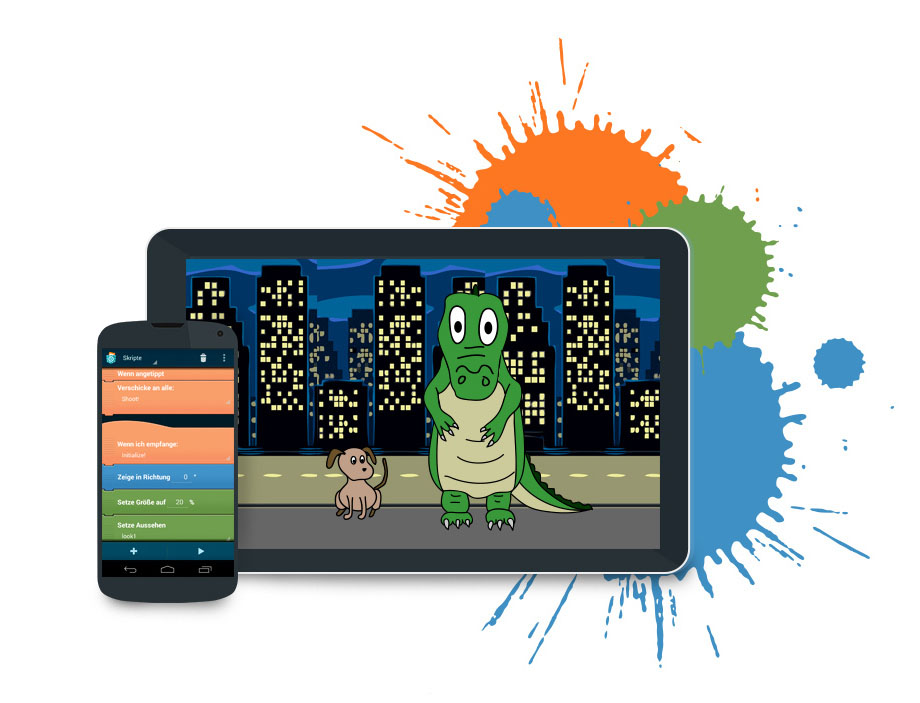 Skripte
Wenn angetippt
Verschicke an alle:
Shoot!
Wenn ich empfange:
Initialize!
Zeige in Richtung 0 °
Setze Größe auf 20 %
Setze Aussehen
look1